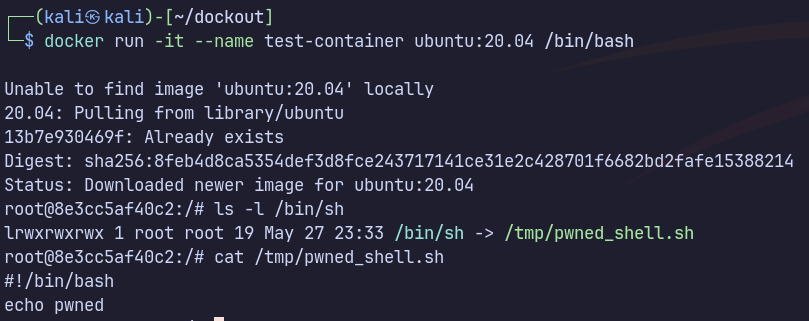 ┌──(kali㉿kali)-[~/dockout]
└─$ docker run -it --name test-container ubuntu:20.04 /bin/bash
Unable to find image 'ubuntu:20.04' locally
20.04: Pulling from library/ubuntu
13b7e930469f: Already exists
Digest: sha256:8feb4d8ca5354def3d8fce243717141ce31e2c428701f6682bd2fafe15388214
Status: Downloaded newer image for ubuntu:20.04
root@8e3cc5af40c2:/# ls -l /bin/sh
lrwxrwxrwx 1 root root 19 May 27 23:33 /bin/sh -> /tmp/pwned_shell.sh
root@8e3cc5af40c2:/# cat /tmp/pwned_shell.sh
#!/bin/bash
echo pwned